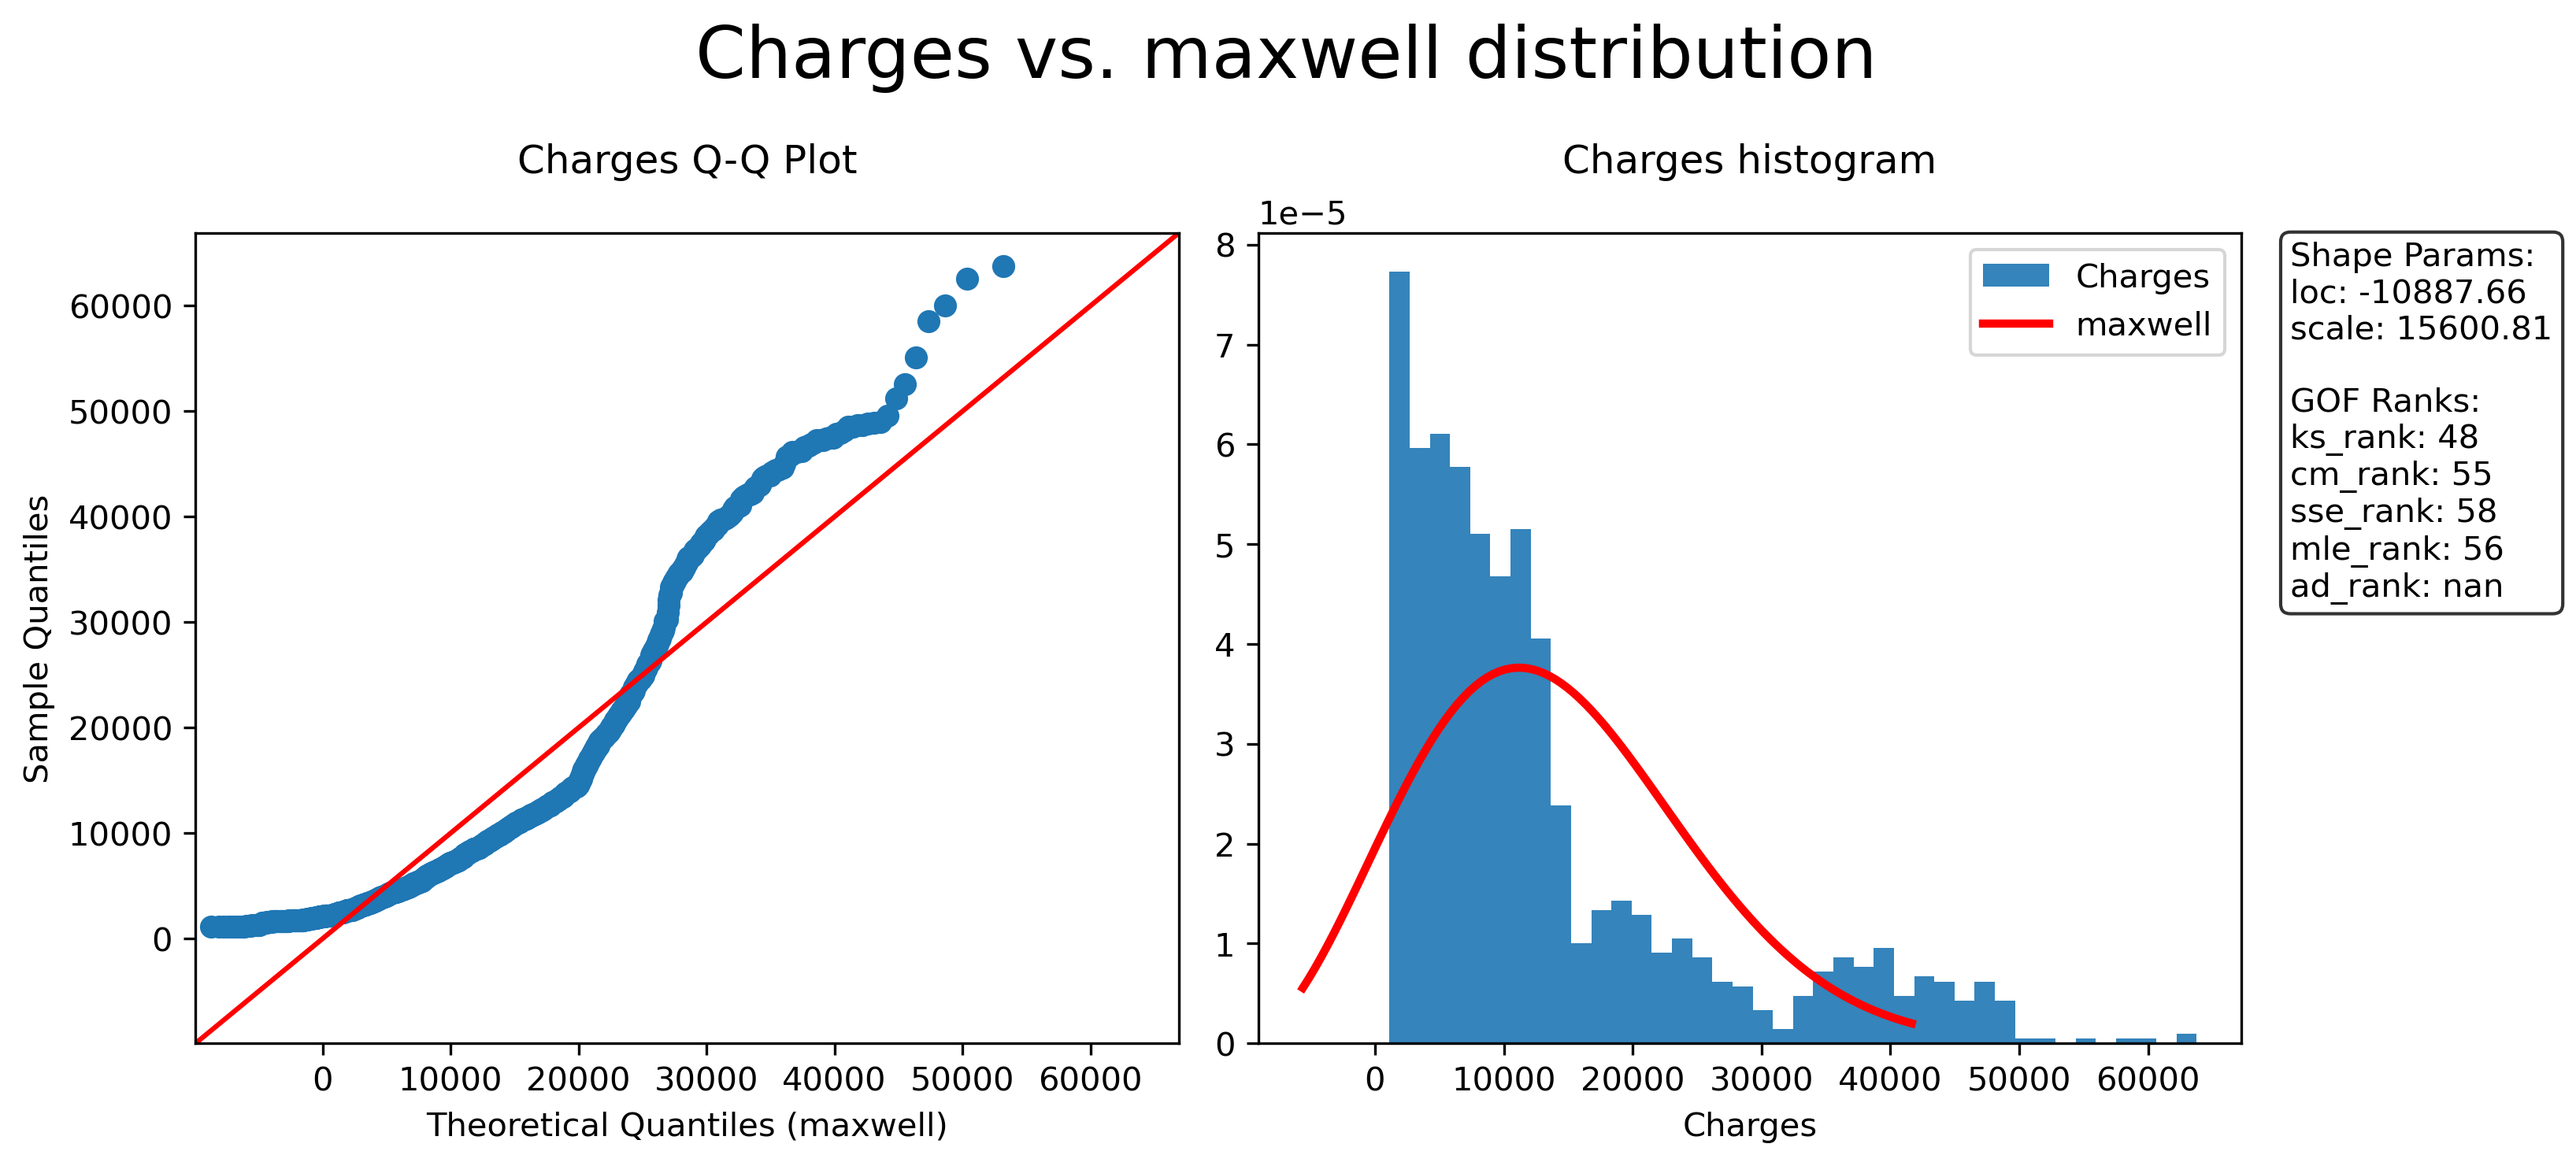 Charges vs. maxwell distribution
Charges Q-Q Plot
60000
50000
40000
30000
20000
10000
0
Sample Quantiles
0 10000 20000 30000 40000 50000 60000
Theoretical Quantiles (maxwell)
Charges histogram
1e−5
8
7
6
5
4
3
2
1
0
Charges
maxwell
0 10000 20000 30000 40000 50000 60000
Charges
Shape Params:
loc: -10887.66
scale: 15600.81
GOF Ranks:
ks_rank: 48
cm_rank: 55
sse_rank: 58
mle_rank: 56
ad_rank: nan